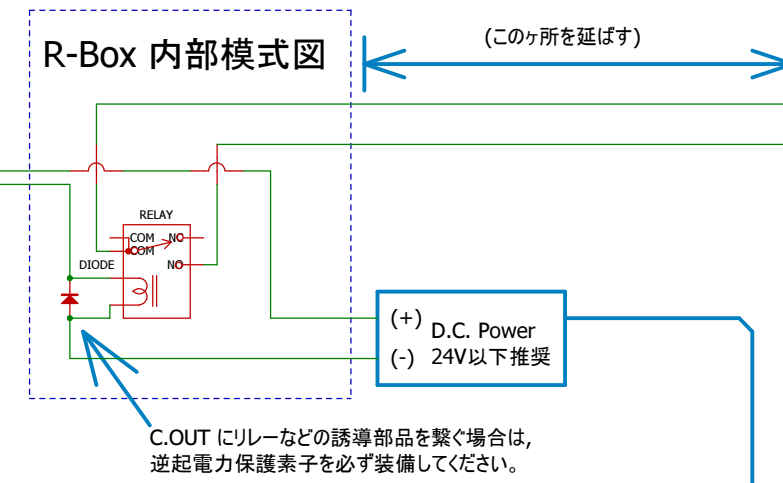 R-Box 内部模式図
(このヶ所を延ばす)
RELAY
COM NC
COM
DIODE
NO
(+) D.C. Power
(-) 24V以下推奨
C.OUT にリレーなどの誘導部品を繋ぐ場合は,
逆起電力保護素子を必ず装備してください。